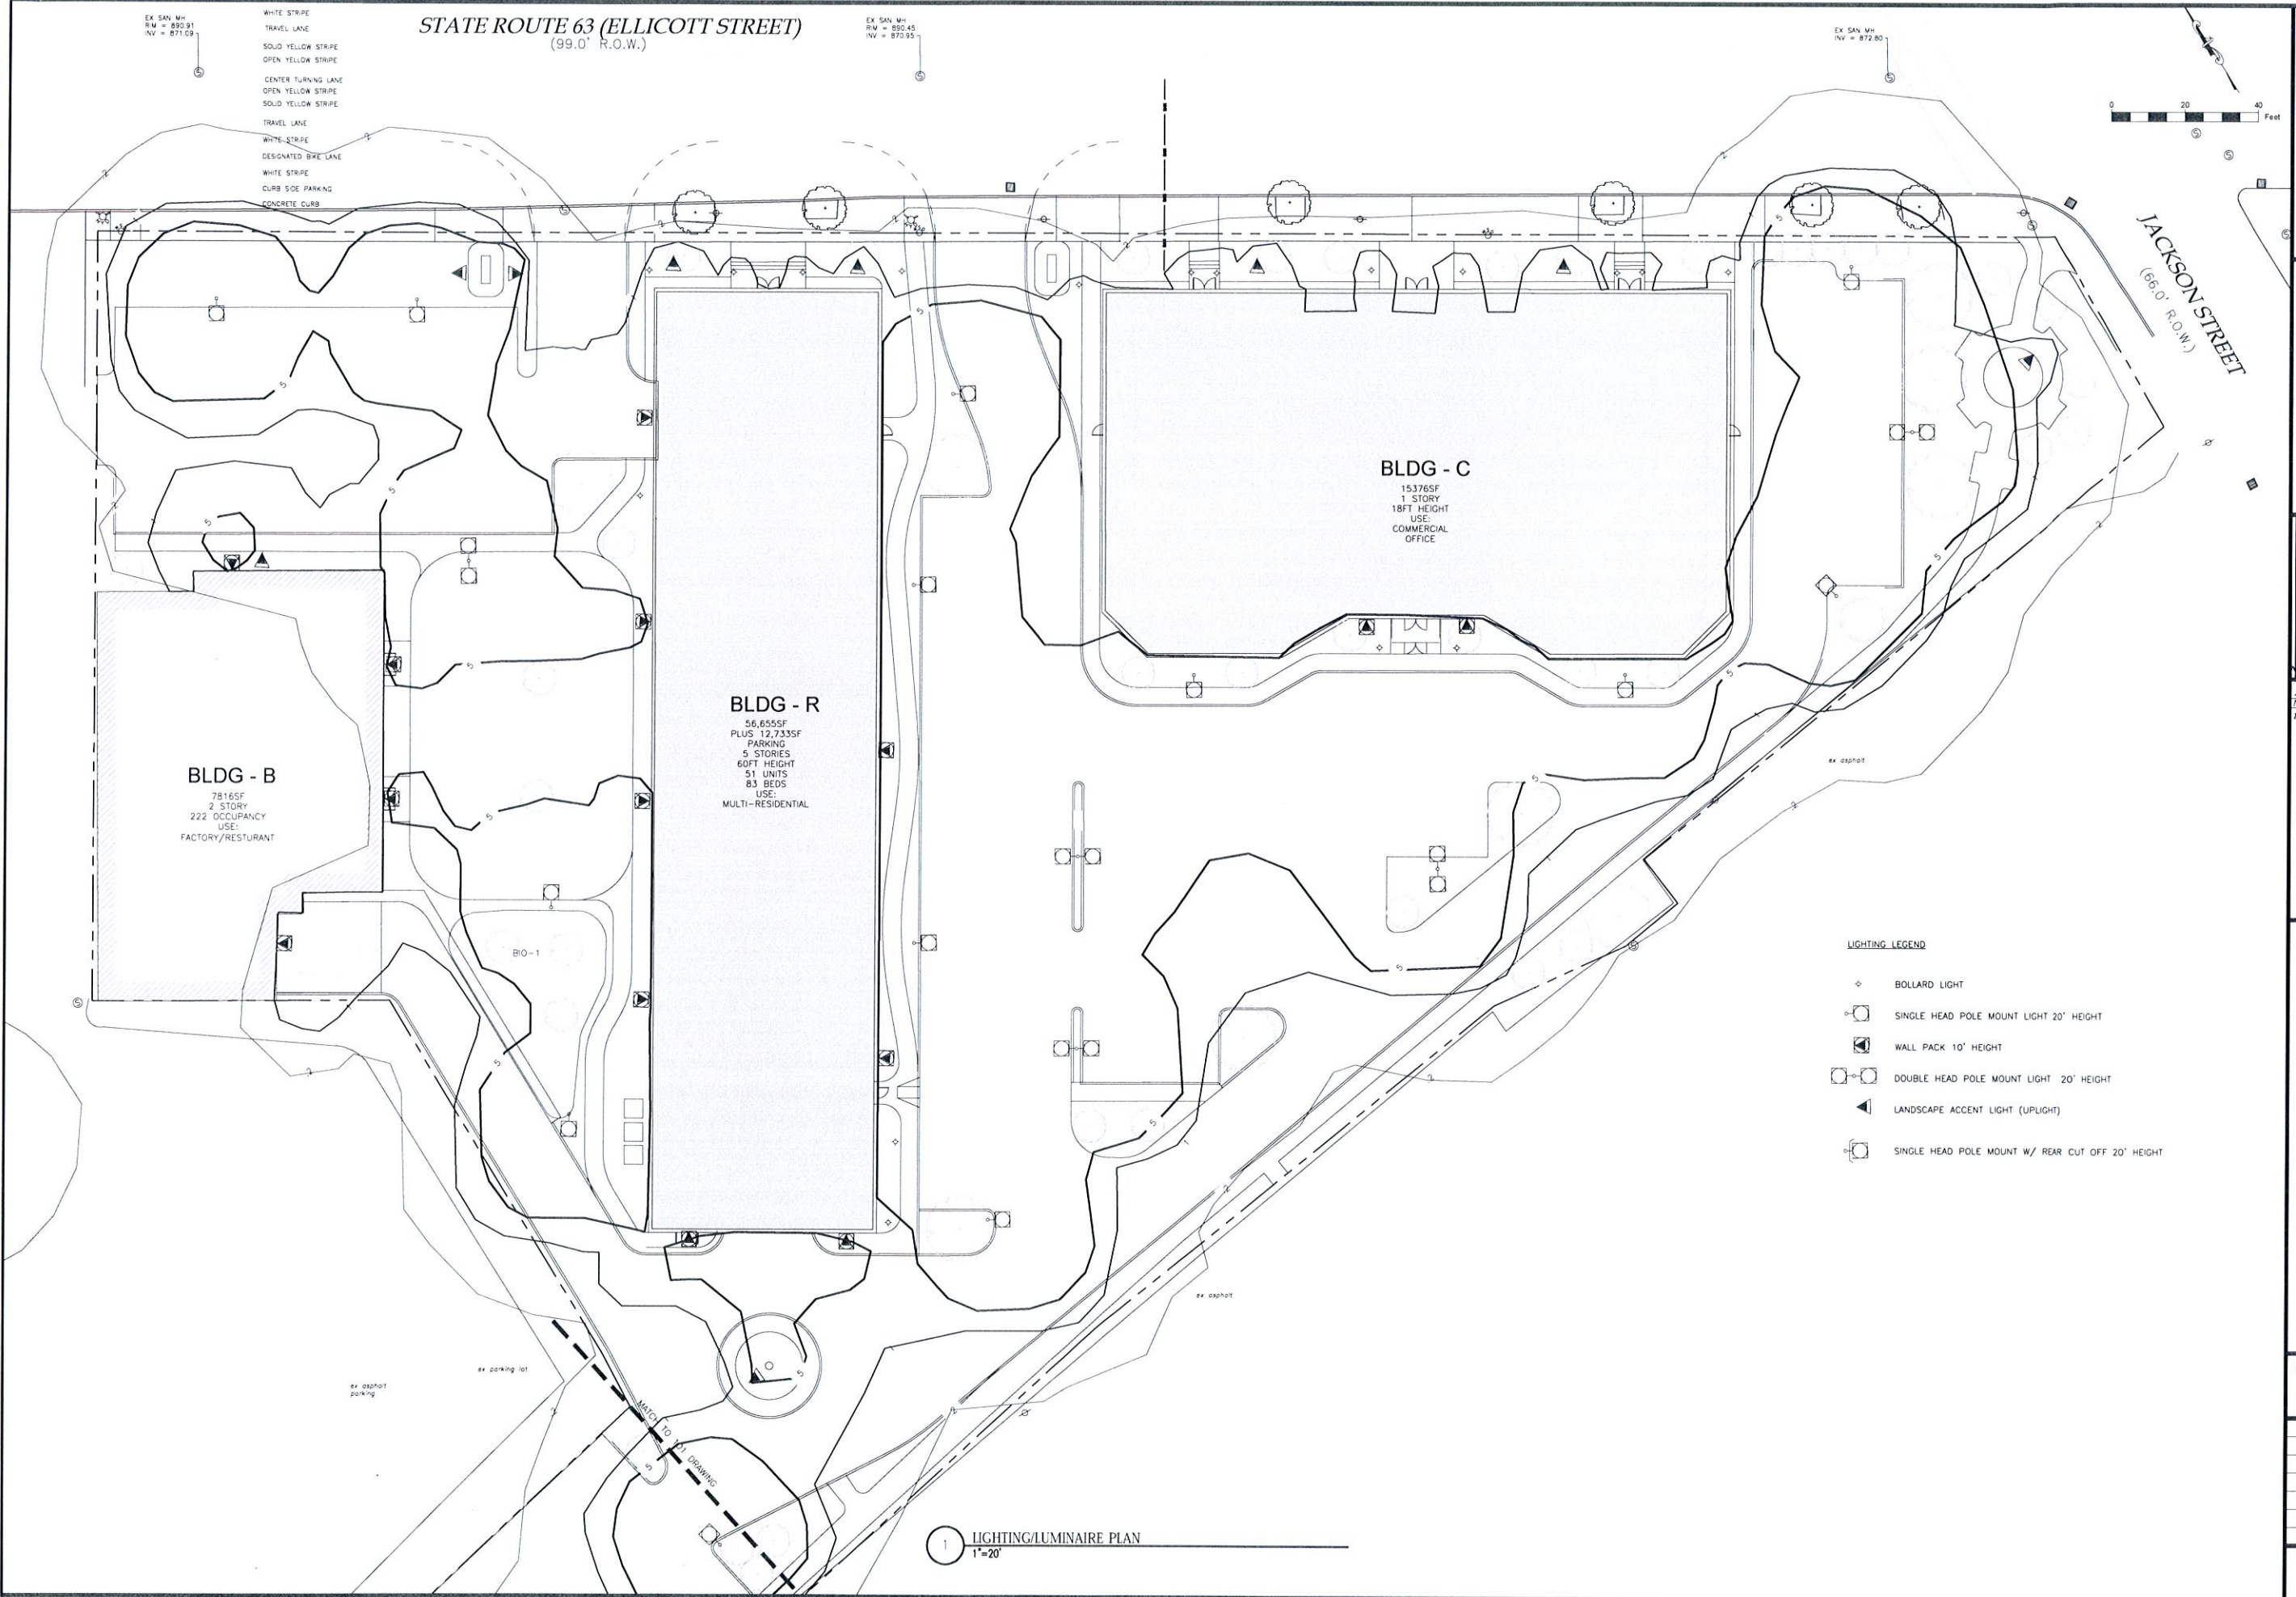 EX SAN MH
RIM = 890.91
INV = 871.09
WHITE STRIPE
TRAVEL LANE
SOLID YELLOW STRIPE
OPEN YELLOW STRIPE
CENTER TURNING LANE
OPEN YELLOW STRIPE
SOLID YELLOW STRIPE
TRAVEL LANE
WHITE STRIPE
DESIGNATED BIKE LANE
WHITE STRIPE
CURB SIDE PARKING
CONCRETE CURB
STATE ROUTE 63 (ELLICOTT STREET)
(99.0' R.O.W.)
EX SAN MH
RIM = 890.45
INV = 870.95
EX SAN MH
INV = 872.80
0 20 40 Feet
JACKSON STREET
(66.0' R.O.W.)
BLDG - C
15376SF
1 STORY
18FT HEIGHT
USE:
COMMERCIAL
OFFICE
BLDG - R
56,655SF
PLUS 12,733SF
PARKING
5 STORIES
60FT HEIGHT
51 UNITS
83 BEDS
USE:
MULTI-RESIDENTIAL
BLDG - B
7816SF
2 STORY
222 OCCUPANCY
USE:
FACTORY/RESTURANT
BIO-1
ex asphalt
LIGHTING LEGEND
BOLLARD LIGHT
SINGLE HEAD POLE MOUNT LIGHT 20' HEIGHT
WALL PACK 10' HEIGHT
DOUBLE HEAD POLE MOUNT LIGHT 20' HEIGHT
LANDSCAPE ACCENT LIGHT (UPLIGHT)
SINGLE HEAD POLE MOUNT W/ REAR CUT OFF 20' HEIGHT
ex asphalt
ex parking lot
ex asphalt
parking
MATCH TO 101 DRAWING
1
LIGHTING/LUMINAIRE PLAN
1"=20'